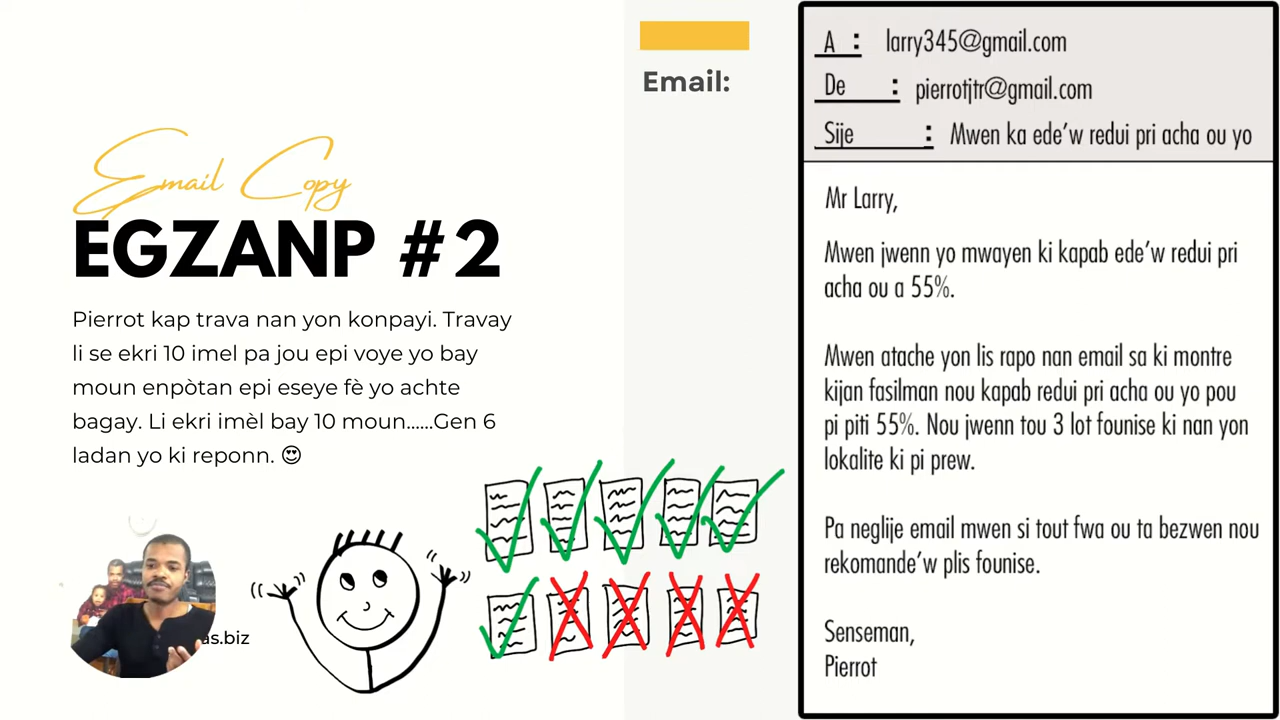 Email Copy
EGZANP #2
Pierrot kap trava nan yon konpayi. Travay
li se ekri 10 imel pa jou epi voye yo bay
moun enpòtan epi eseye fè yo achte
bagay. Li ekri imèl bay 10 moun......Gen 6
ladan yo ki reponn. 😍
as.biz
Email:
A : larry345@gmail.com
De : pierrotjtr@gmail.com
Sije : Mwen ka ede'w redui pri acha ou yo
Mr Larry,
Mwen jwenn yo mwayen ki kapab ede'w redui pri
acha ou a 55%.
Mwen atache yon lis rapo nan email sa ki montre
kijan fasilman nou kapab redui pri acha ou yo pou
pi piti 55%. Nou jwenn tou 3 lot founise ki nan yon
lokalite ki pi prew.
Pa neglije email mwen si tout fwa ou ta bezwen nou
rekomande'w plis founise.
Senseman,
Pierrot